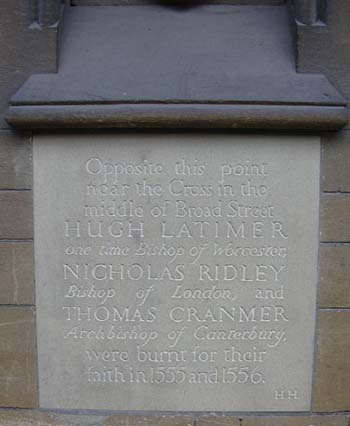 Opposite this point
near the Cross in the
middle of Broad Street
HUGH LATIMER
one time Bishop of Worcester,
NICHOLAS RIDLEY
Bishop of London, and
THOMAS CRANMER
Archbishop of Canterbury,
were burnt for their
faith in 1555 and 1556.
H.H.